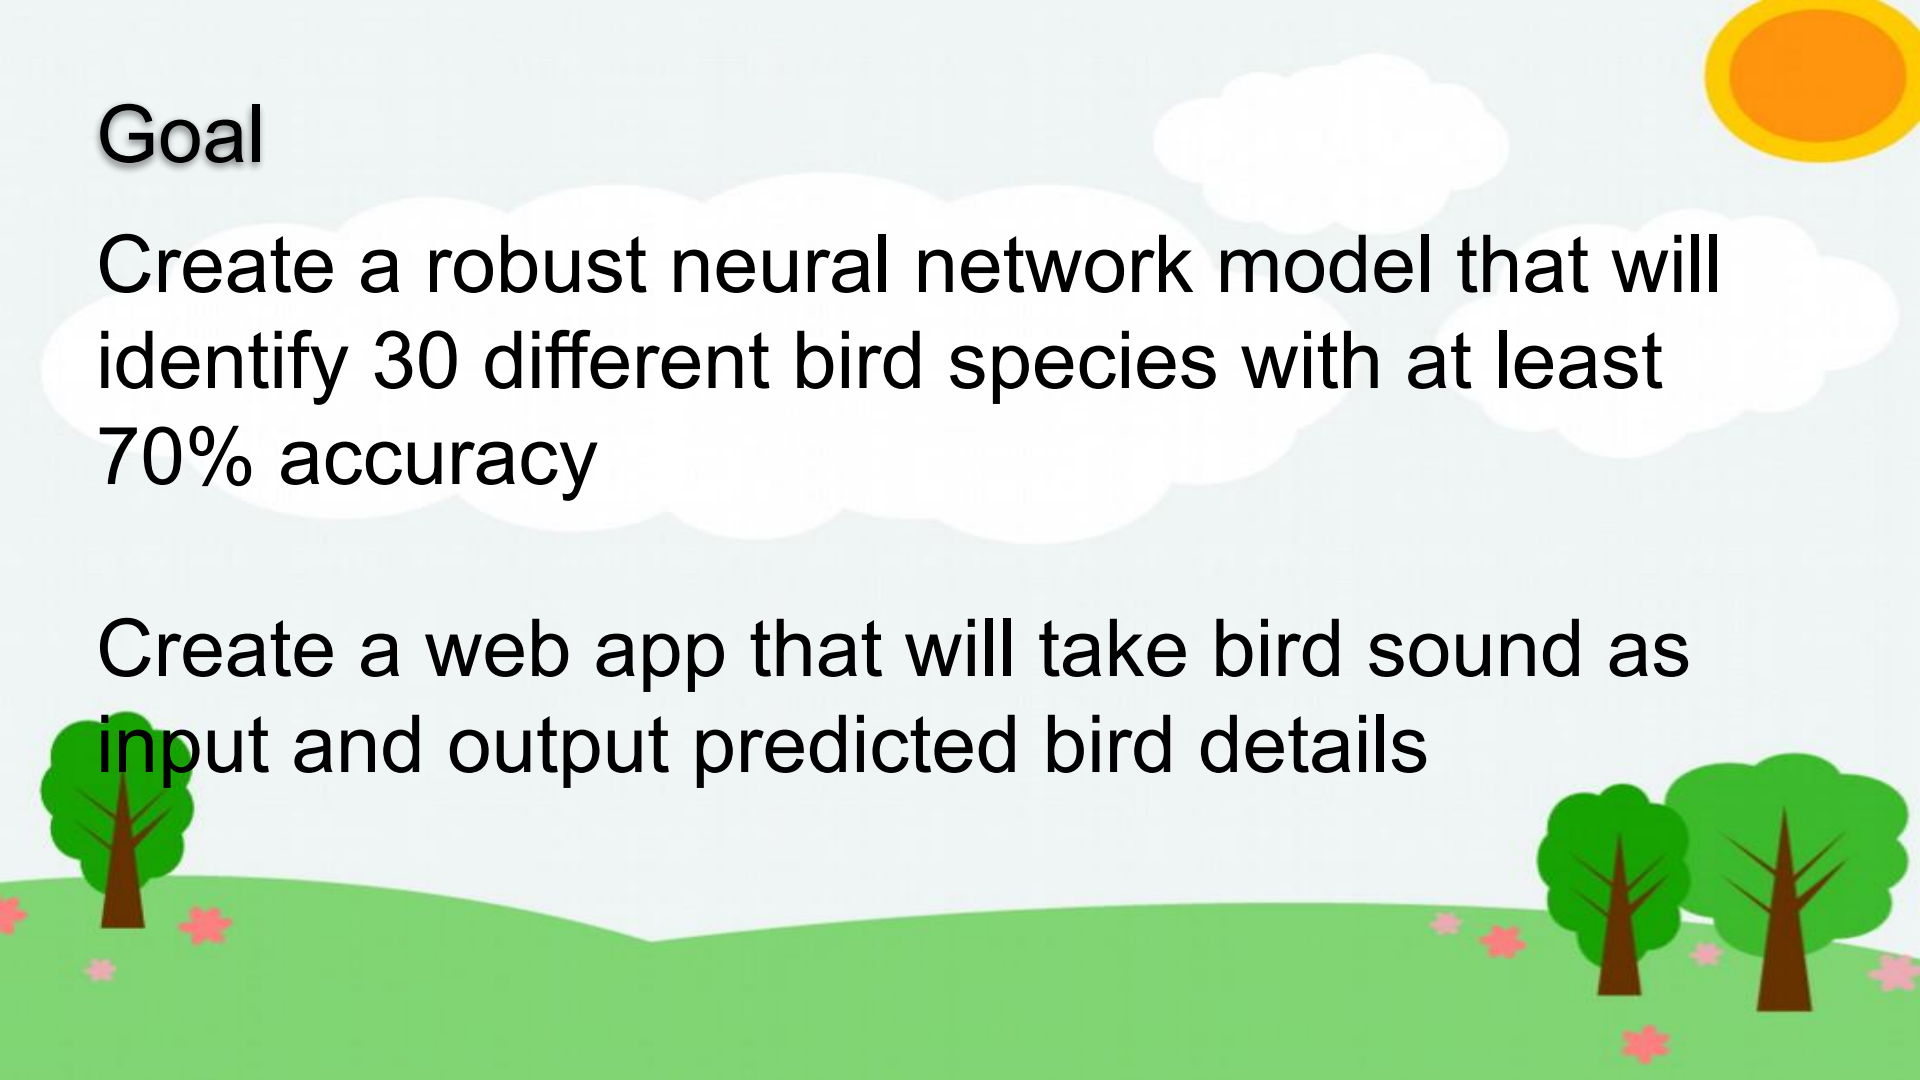 Goal
Create a robust neural network model that will
identify 30 different bird species with at least
70% accuracy
Create a web app that will take bird sound as
input and output predicted bird details